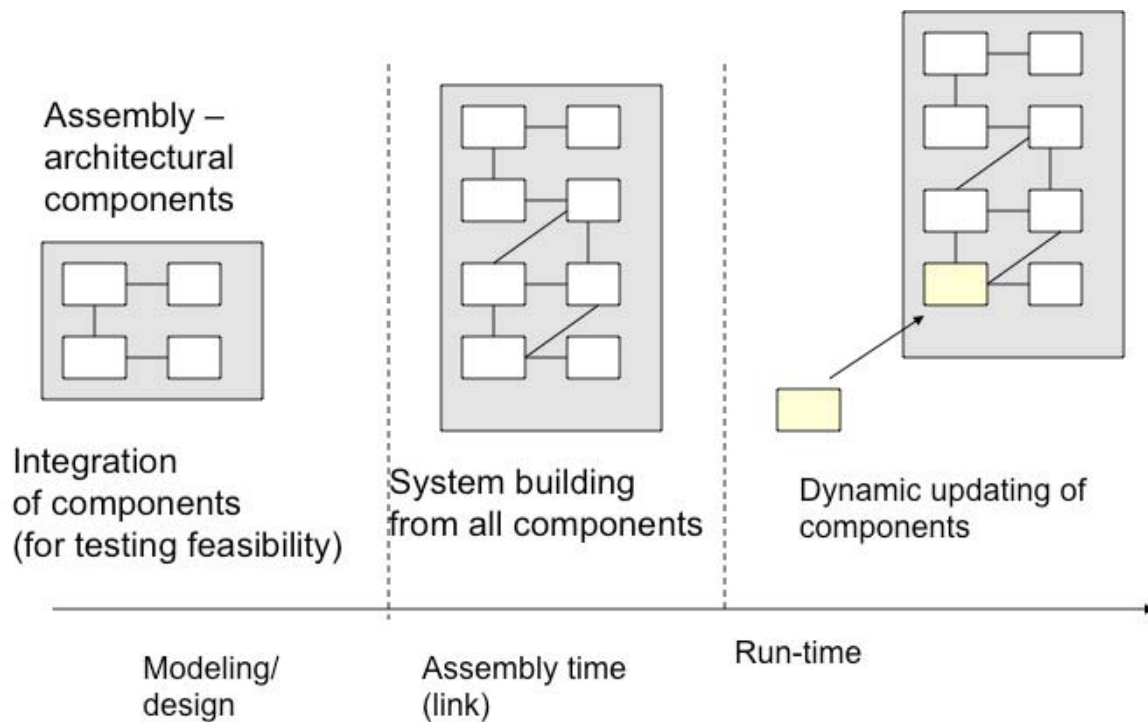 Assembly –
architectural
components
Integration
of components
(for testing feasibility)
System building
from all components
Dynamic updating of
components
Modeling/
design
Assembly time
(link)
Run-time